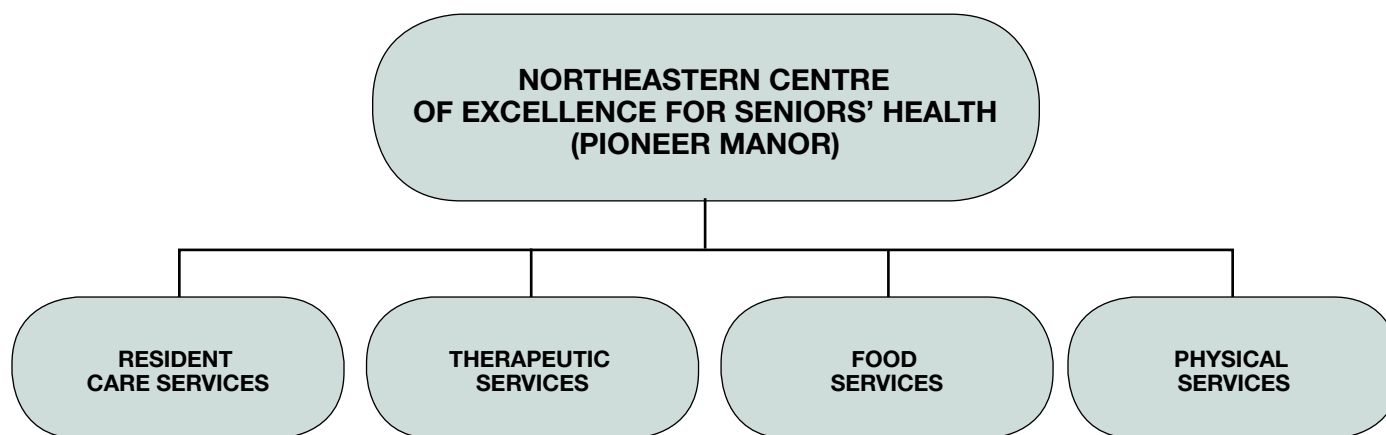 NORTHEASTERN CENTRE
OF EXCELLENCE FOR SENIORS’ HEALTH
(PIONEER MANOR)
RESIDENT
CARE SERVICES
THERAPEUTIC
SERVICES
FOOD
SERVICES
PHYSICAL
SERVICES